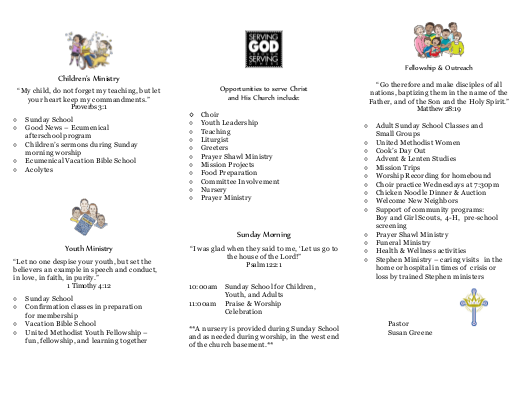 Children's Ministry
"My child, do not forget my teaching, but let
your heart keep my commandments."
Proverbs 3:1
◊ Sunday School
◊ Good News – Ecumenical
afterschool program
◊ Children's sermons during Sunday
morning worship
◊ Ecumenical Vacation Bible School
◊ Acolytes
Youth Ministry
"Let no one despise your youth, but set the
believers an example in speech and conduct,
in love, in faith, in purity."
1 Timothy 4:12
◊ Sunday School
◊ Confirmation classes in preparation
for membership
◊ Vacation Bible School
◊ United Methodist Youth Fellowship –
fun, fellowship, and learning together
SERVING
GOD
SERVING
Opportunities to serve Christ
and His Church include:
◊ Choir
◊ Youth Leadership
◊ Teaching
◊ Liturgist
◊ Greeters
◊ Prayer Shawl Ministry
◊ Mission Projects
◊ Food Preparation
◊ Committee Involvement
◊ Nursery
◊ Prayer Ministry
Sunday Morning
"I was glad when they said to me, 'Let us go to
the house of the Lord!"
Psalm 122:1
10:00am Sunday School for Children,
Youth, and Adults
11:00am Praise & Worship
Celebration
**A nursery is provided during Sunday School
and as needed during worship, in the west end
of the church basement.**
Fellowship & Outreach
"Go therefore and make disciples of all
nations, baptizing them in the name of the
Father, and of the Son and the Holy Spirit."
Matthew 28:19
◊ Adult Sunday School Classes and
Small Groups
◊ United Methodist Women
◊ Cook's Day Out
◊ Advent & Lenten Studies
◊ Mission Trips
◊ Worship Recording for homebound
◊ Choir practice Wednesdays at 7:30pm
◊ Chicken Noodle Dinner & Auction
◊ Welcome New Neighbors
◊ Support of community programs:
Boy and Girl Scouts, 4-H, pre-school
screening
◊ Prayer Shawl Ministry
◊ Funeral Ministry
◊ Health & Wellness activities
◊ Stephen Ministry – caring visits in the
home or hospital in times of crisis or
loss by trained Stephen ministers
Pastor
Susan Greene